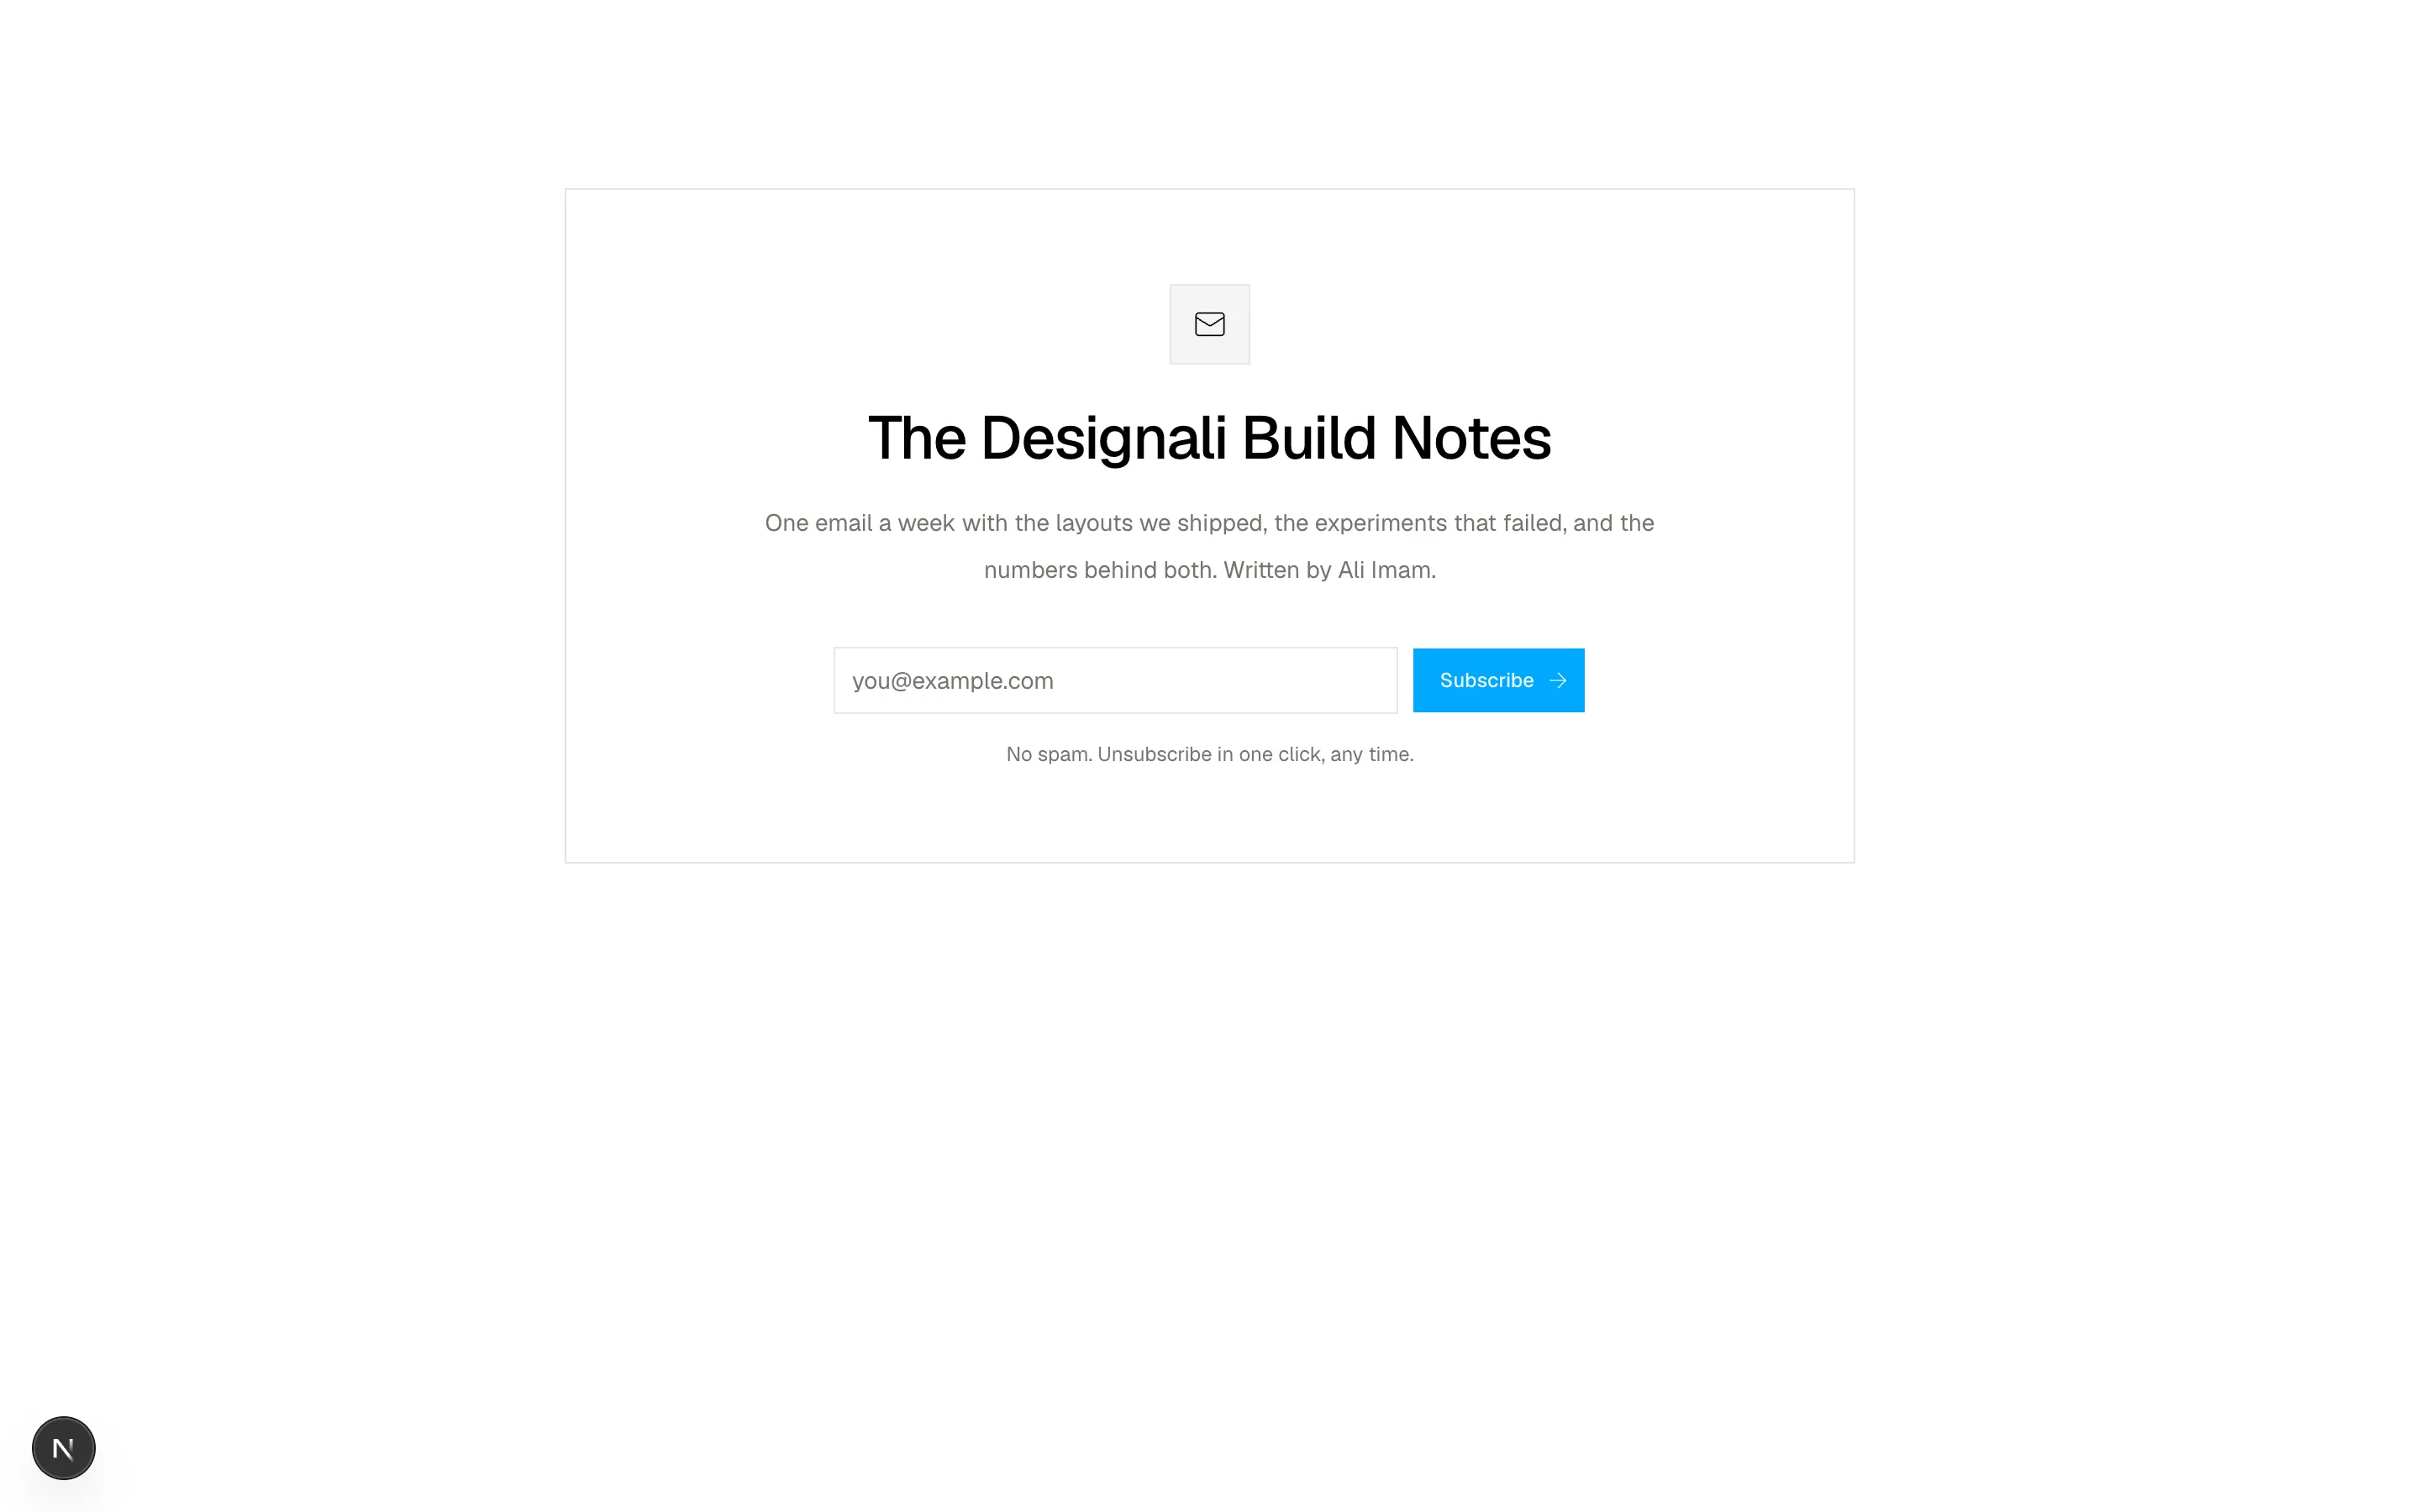 The Designali Build Notes
One email a week with the layouts we shipped, the experiments that failed, and the
numbers behind both. Written by Ali Imam.
you@example.com
Subscribe
No spam. Unsubscribe in one click, any time.
N